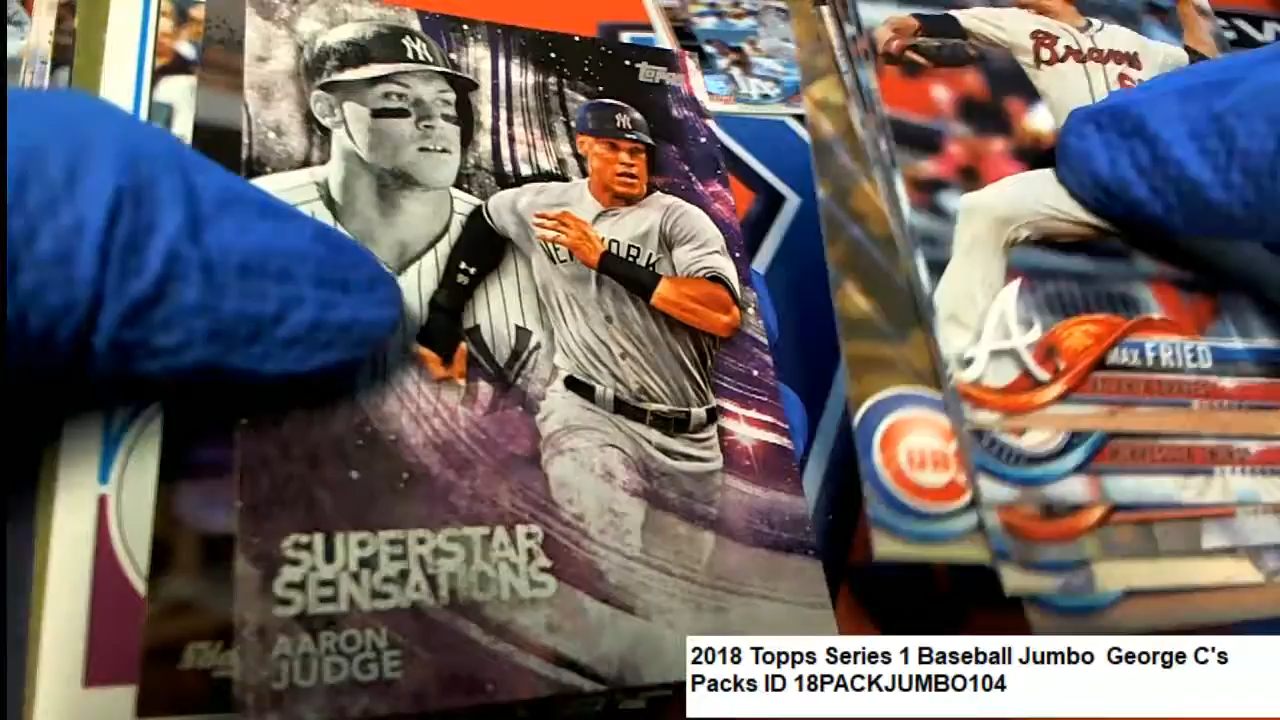 topps
NY
NY
NEW YORK
SUPERSTAR
SENSATIONS
AARON
JUDGE
Braves
A
MAX FRIED
2018 Topps Series 1 Baseball Jumbo George C's
Packs ID 18PACKJUMBO104